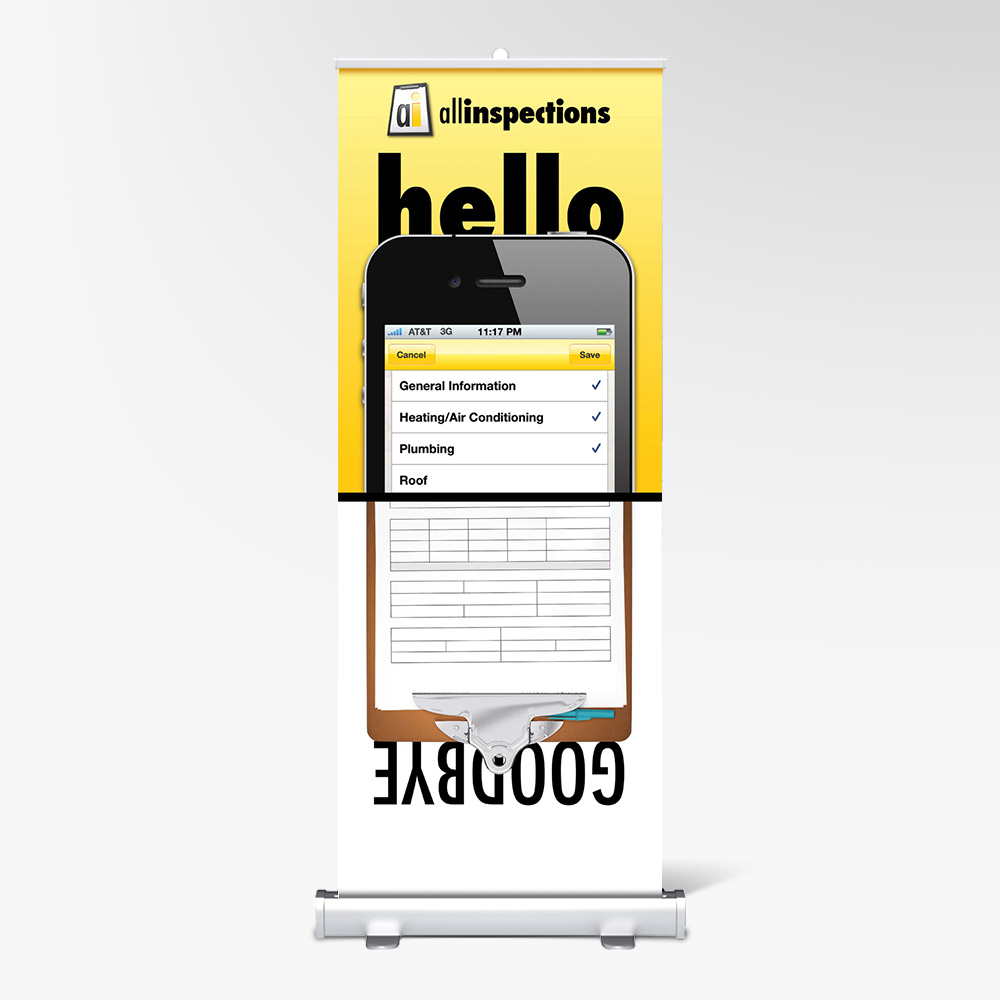 ai allinspections
hello
AT&T 3G 11:17 PM
Cancel Save
General Information
Heating/Air Conditioning
Plumbing
Roof
GOODBYE